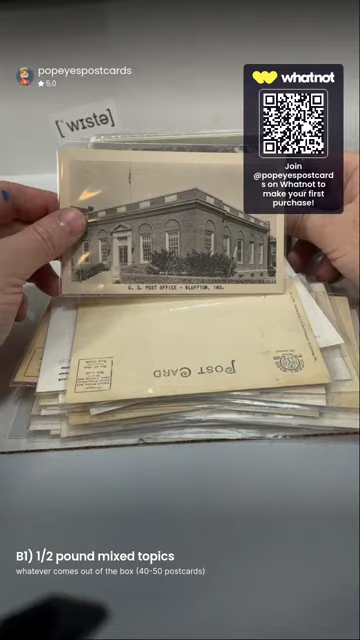 popeyespostcards
★ 5.0
whatnot
Join
@popeyespostcard
s on Whatnot to
make your first
purchase!
['wɪstə]
U. S. POST OFFICE - BLUFFTON, IND.
POST CARD
B1) 1/2 pound mixed topics
whatever comes out of the box (40-50 postcards)